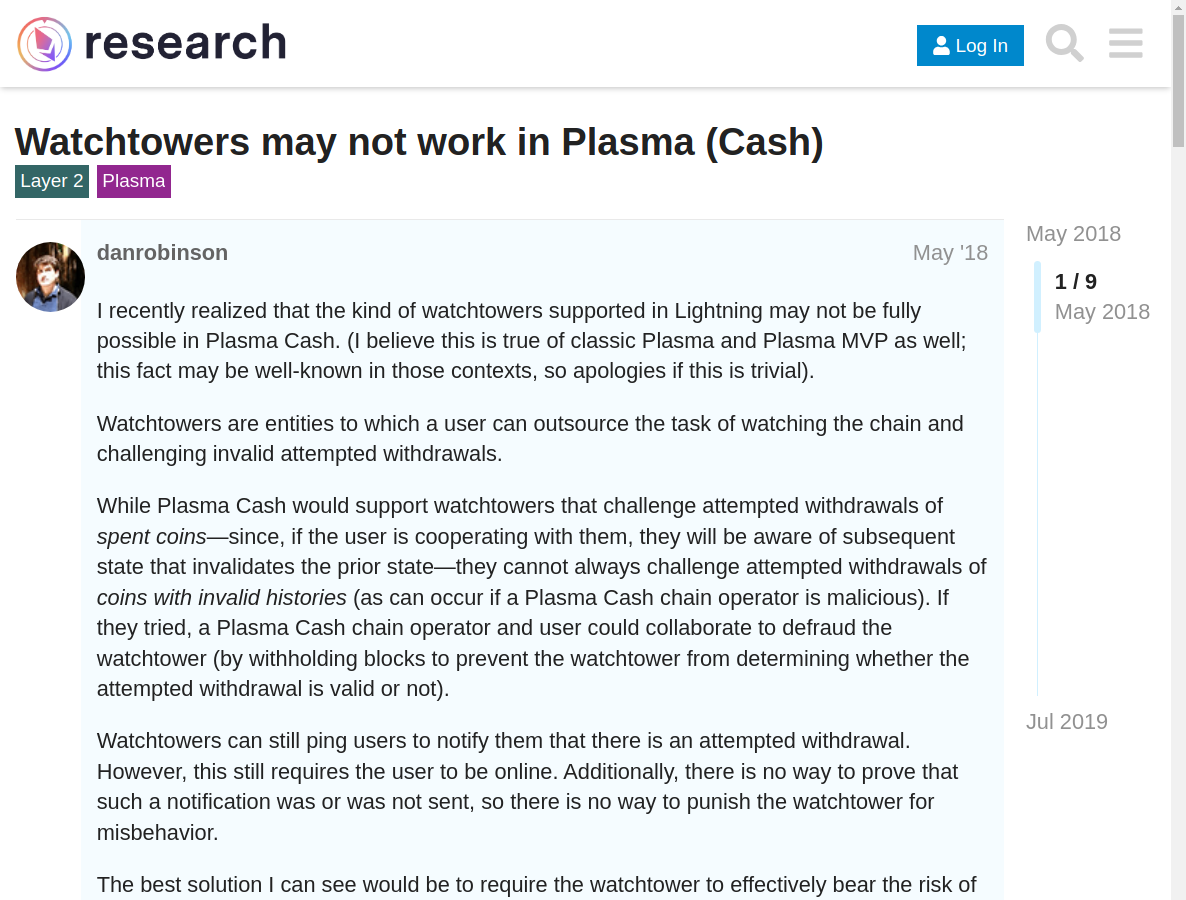 research
Log In
Watchtowers may not work in Plasma (Cash)
Layer 2 Plasma
danrobinson May '18
I recently realized that the kind of watchtowers supported in Lightning may not be fully
possible in Plasma Cash. (I believe this is true of classic Plasma and Plasma MVP as well;
this fact may be well-known in those contexts, so apologies if this is trivial).
Watchtowers are entities to which a user can outsource the task of watching the chain and
challenging invalid attempted withdrawals.
While Plasma Cash would support watchtowers that challenge attempted withdrawals of
spent coins—since, if the user is cooperating with them, they will be aware of subsequent
state that invalidates the prior state—they cannot always challenge attempted withdrawals of
coins with invalid histories (as can occur if a Plasma Cash chain operator is malicious). If
they tried, a Plasma Cash chain operator and user could collaborate to defraud the
watchtower (by withholding blocks to prevent the watchtower from determining whether the
attempted withdrawal is valid or not).
Watchtowers can still ping users to notify them that there is an attempted withdrawal.
However, this still requires the user to be online. Additionally, there is no way to prove that
such a notification was or was not sent, so there is no way to punish the watchtower for
misbehavior.
The best solution I can see would be to require the watchtower to effectively bear the risk of
May 2018
1 / 9
May 2018
Jul 2019